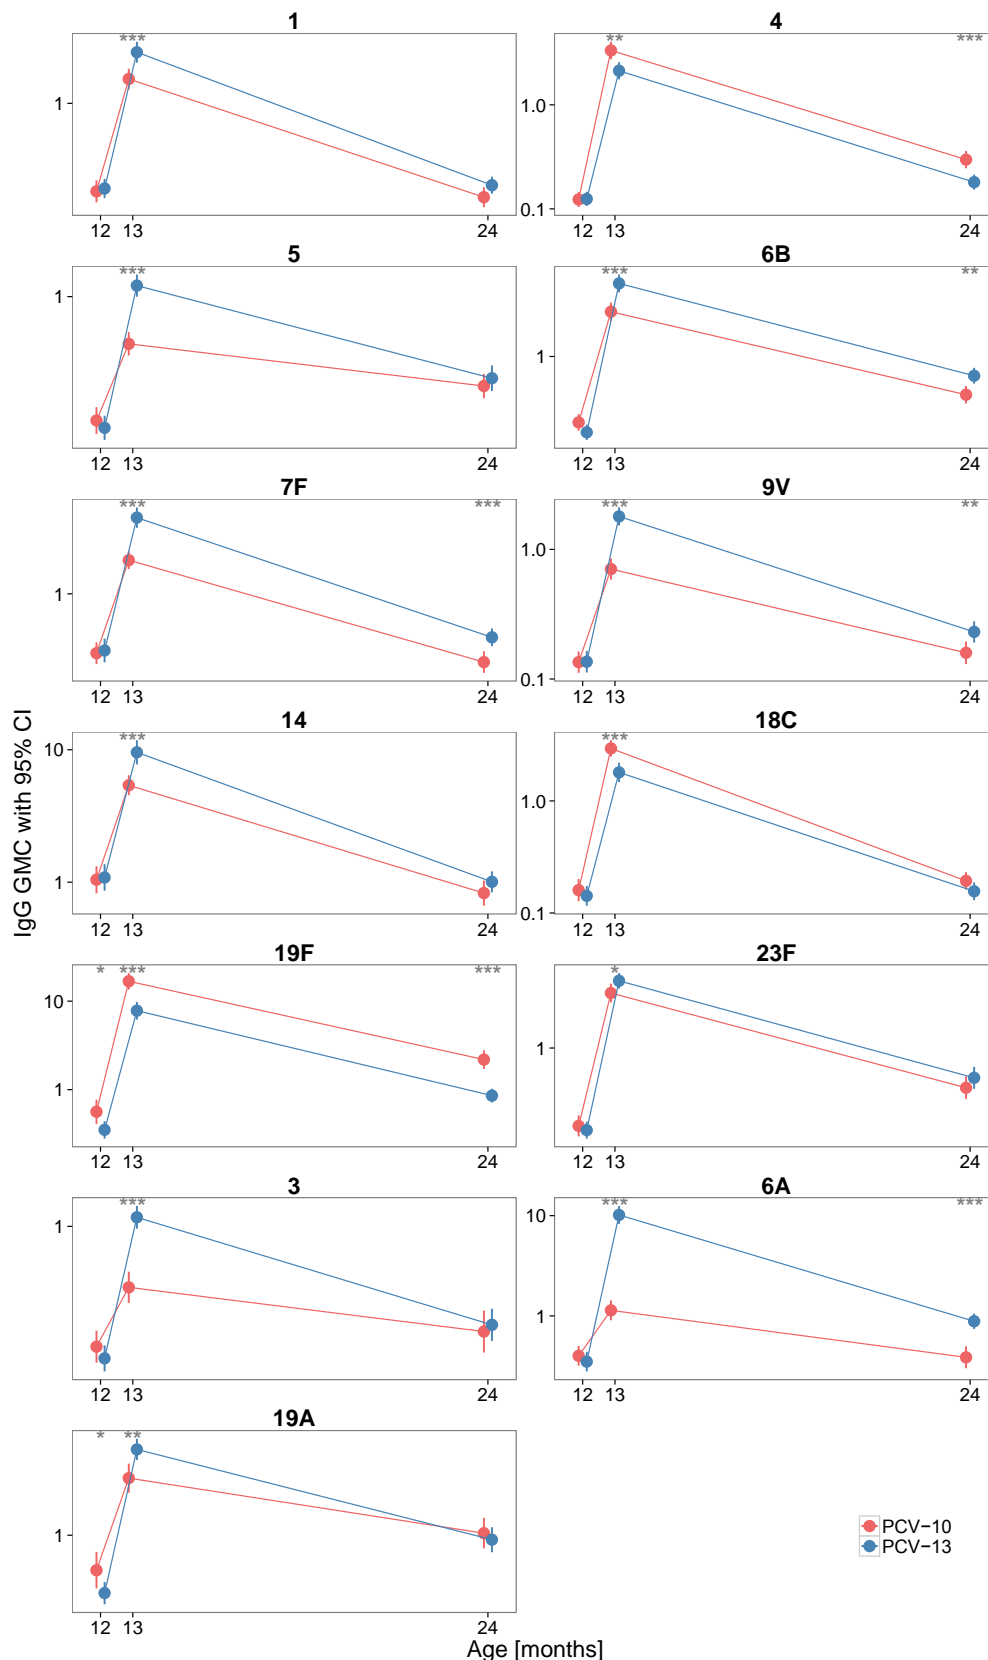 1
4
***
**
***
1
1.0
0.1
12 13 24
12 13 24
5
6B
***
***
**
1
1
12 13 24
12 13 24
7F
9V
***
***
***
**
1
1.0
0.1
12 13 24
12 13 24
14
18C
***
***
10
1
1.0
0.1
12 13 24
12 13 24
19F
23F
*
***
***
*
10
1
1
12 13 24
12 13 24
3
6A
***
***
***
1
10
1
12 13 24
12 13 24
19A
*
**
1
12 13 24
IgG GMC with 95% CI
Age [months]
PCV−10
PCV−13